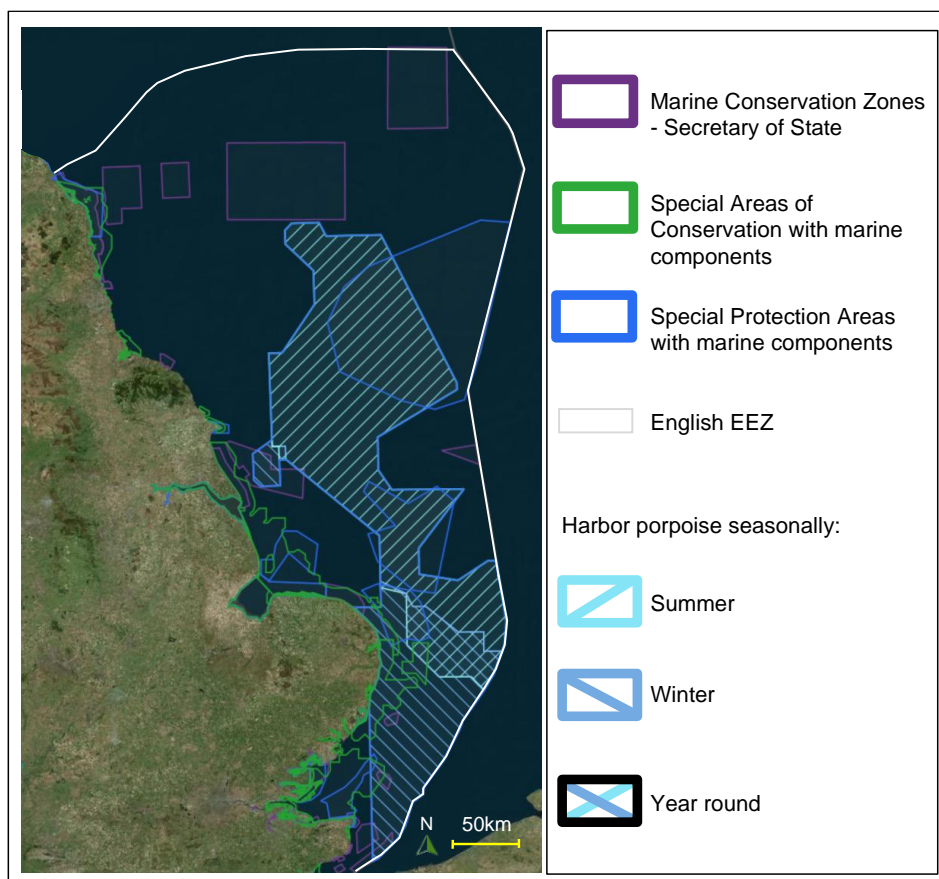 Marine Conservation Zones
- Secretary of State
Special Areas of
Conservation with marine
components
Special Protection Areas
with marine components
English EEZ
Harbor porpoise seasonally:
Summer
Winter
Year round
N
50km